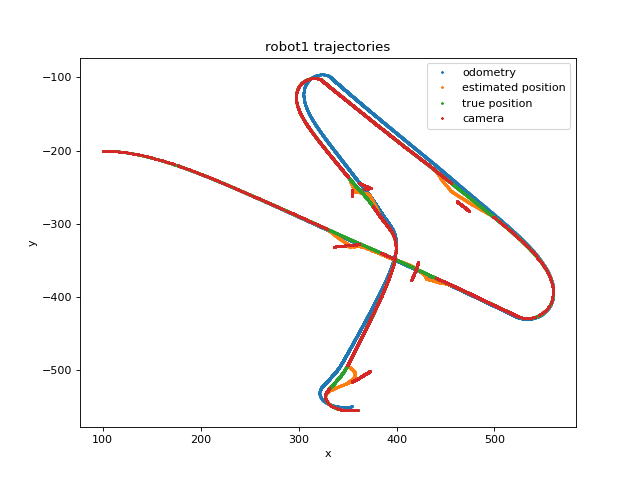 robot1 trajectories
odometry
estimated position
true position
camera
−100
−200
−300
−400
−500
y
100 200 300 400 500
x